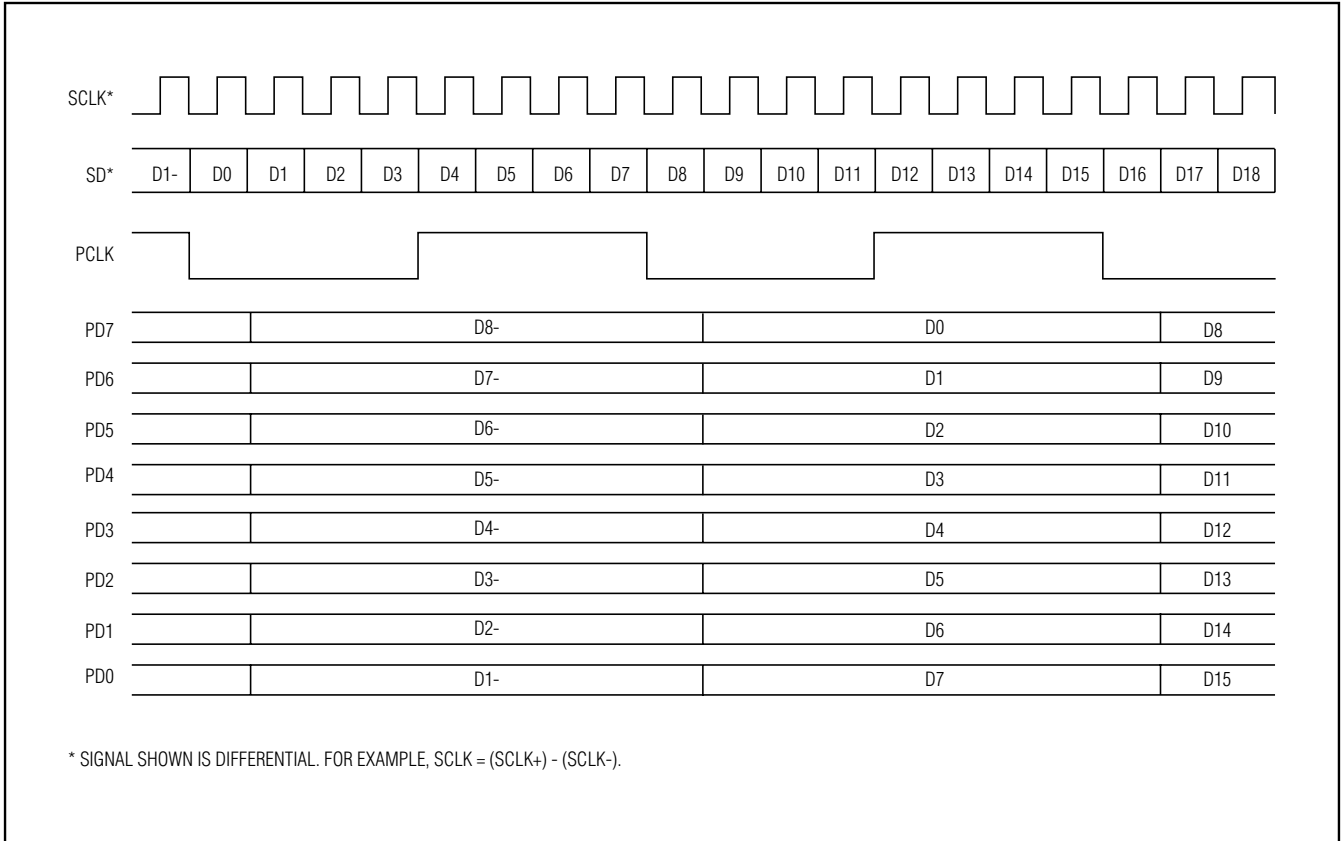 SCLK*
SD* D1- D0 D1 D2 D3 D4 D5 D6 D7 D8 D9 D10 D11 D12 D13 D14 D15 D16 D17 D18
PCLK
PD7 D8- D0 D8
PD6 D7- D1 D9
PD5 D6- D2 D10
PD4 D5- D3 D11
PD3 D4- D4 D12
PD2 D3- D5 D13
PD1 D2- D6 D14
PD0 D1- D7 D15
* SIGNAL SHOWN IS DIFFERENTIAL. FOR EXAMPLE, SCLK = (SCLK+) - (SCLK-).